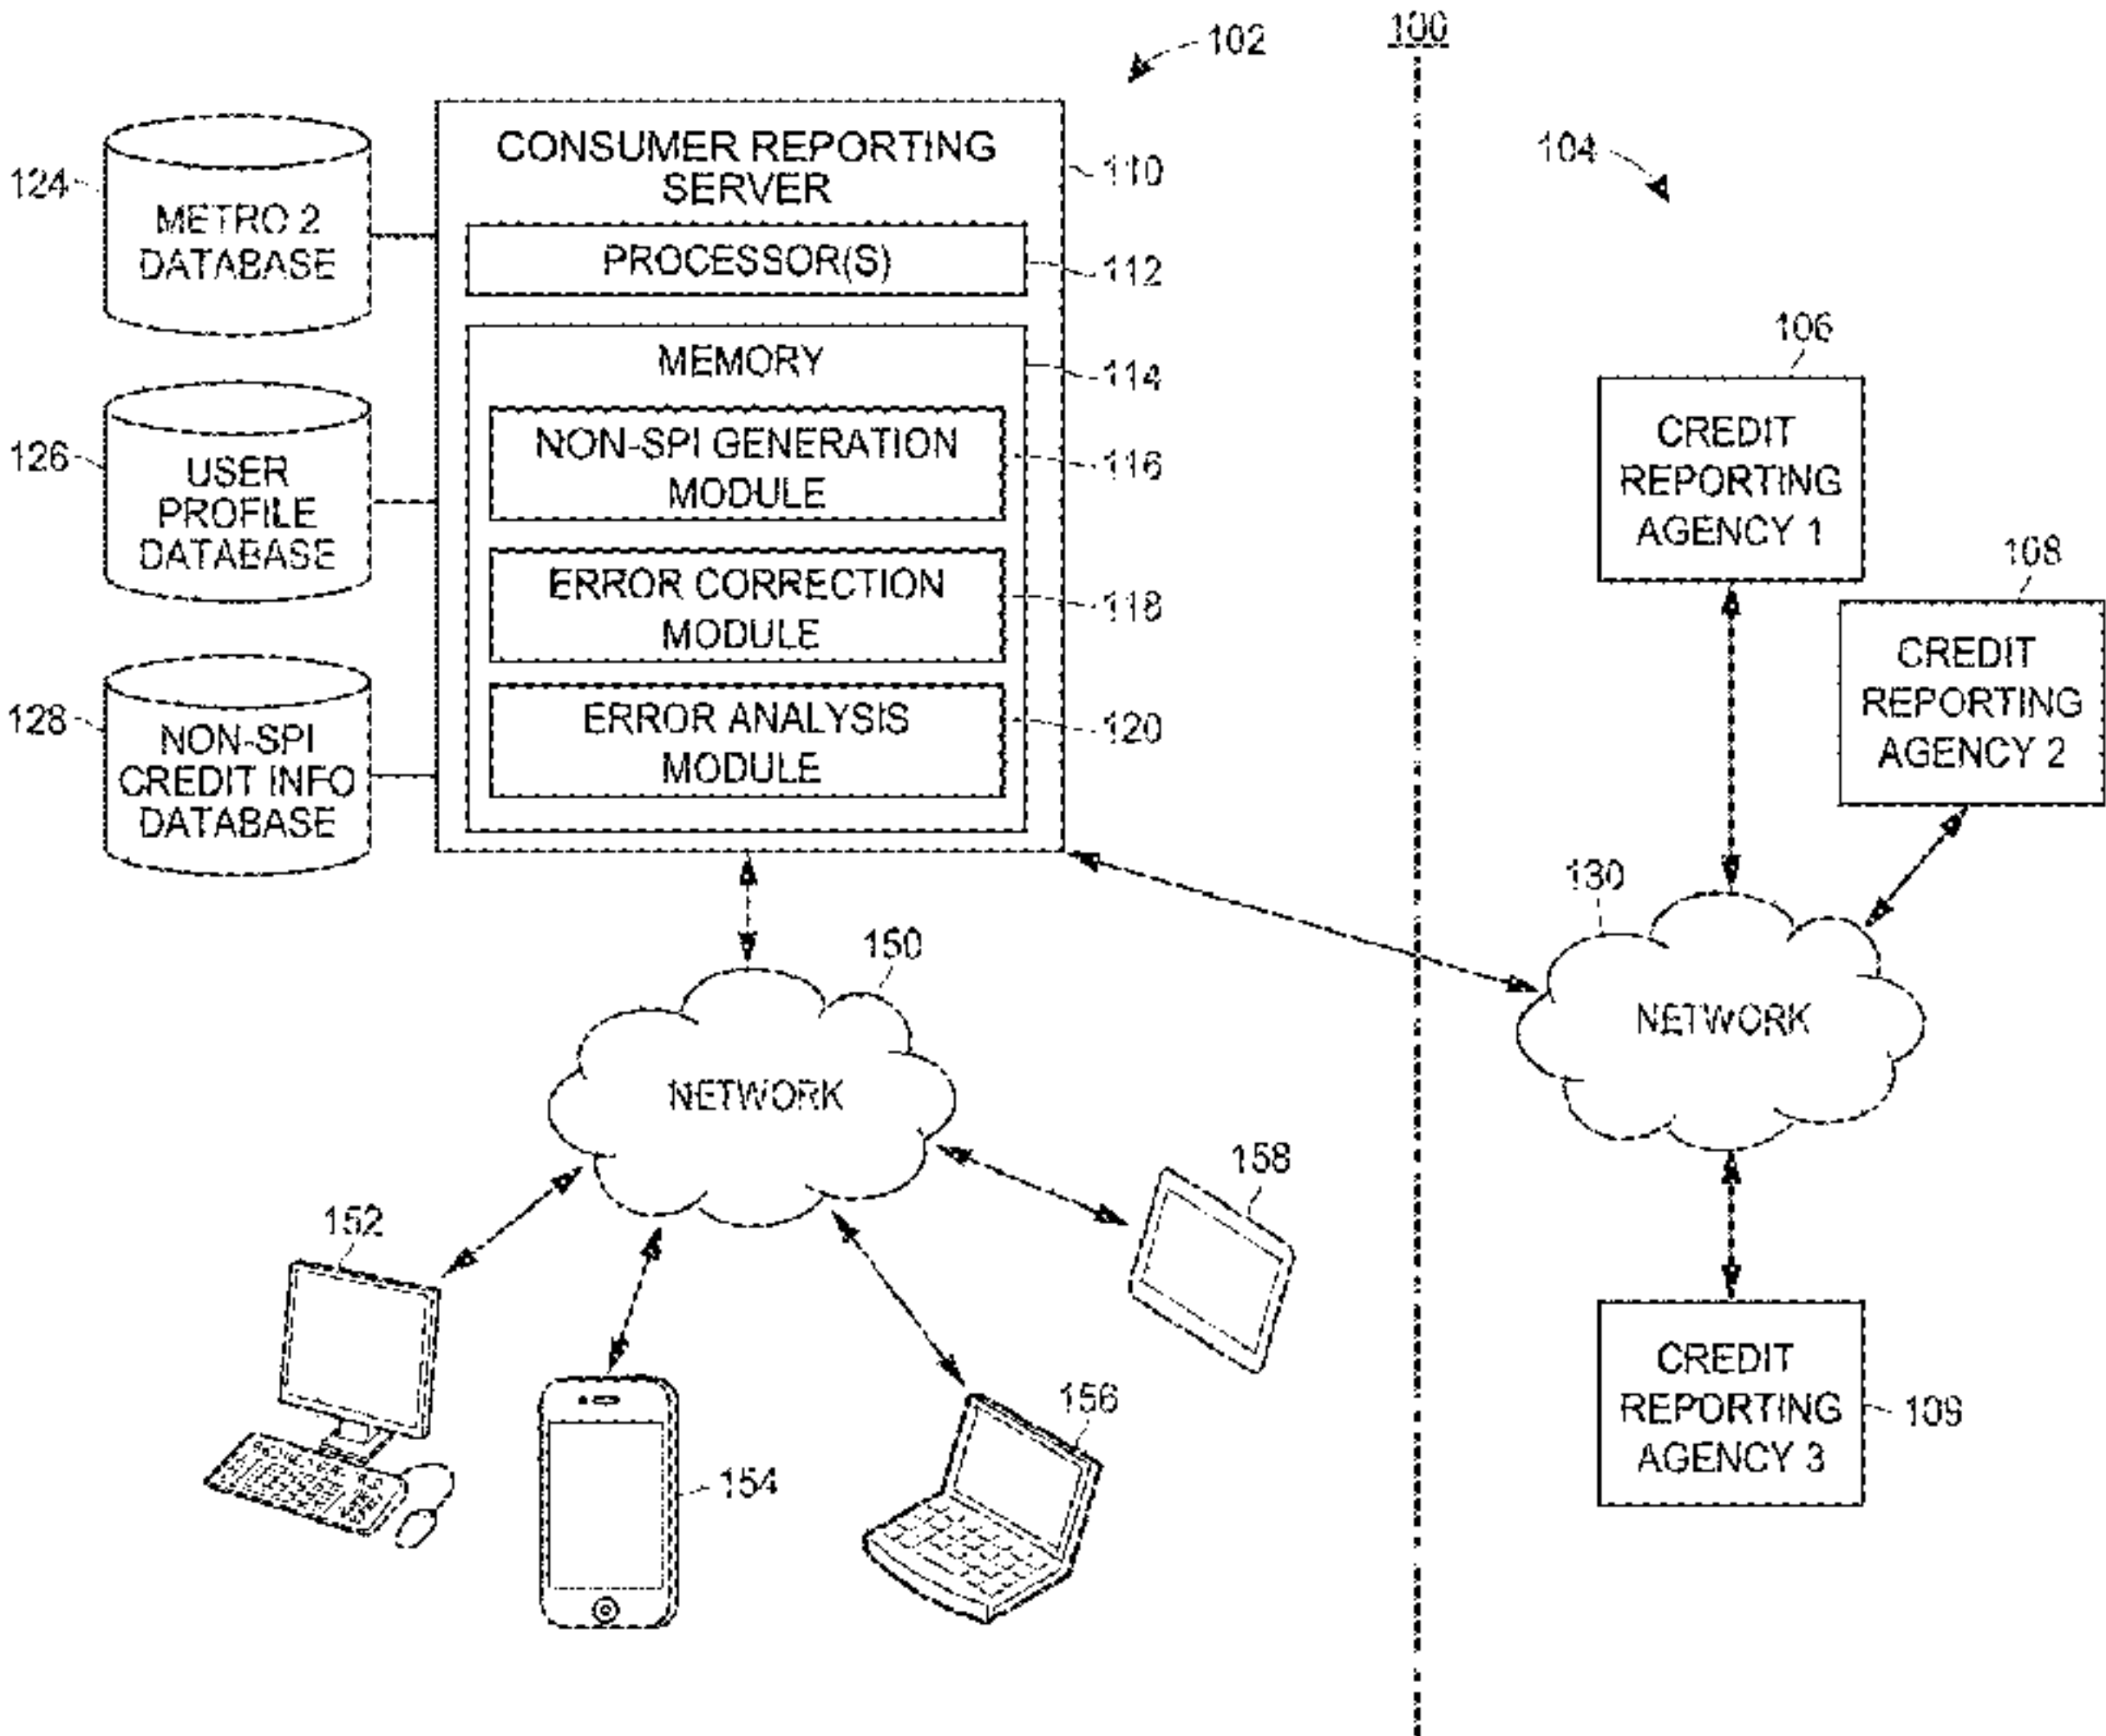 100
102
104
124
METRO 2
DATABASE
126
USER
PROFILE
DATABASE
128
NON-SPI
CREDIT INFO
DATABASE
CONSUMER REPORTING
SERVER
110
PROCESSOR(S)
112
MEMORY
114
NON-SPI GENERATION
MODULE
116
ERROR CORRECTION
MODULE
118
ERROR ANALYSIS
MODULE
120
150
NETWORK
152
154
156
158
106
CREDIT
REPORTING
AGENCY 1
108
CREDIT
REPORTING
AGENCY 2
130
NETWORK
CREDIT
REPORTING
AGENCY 3
109